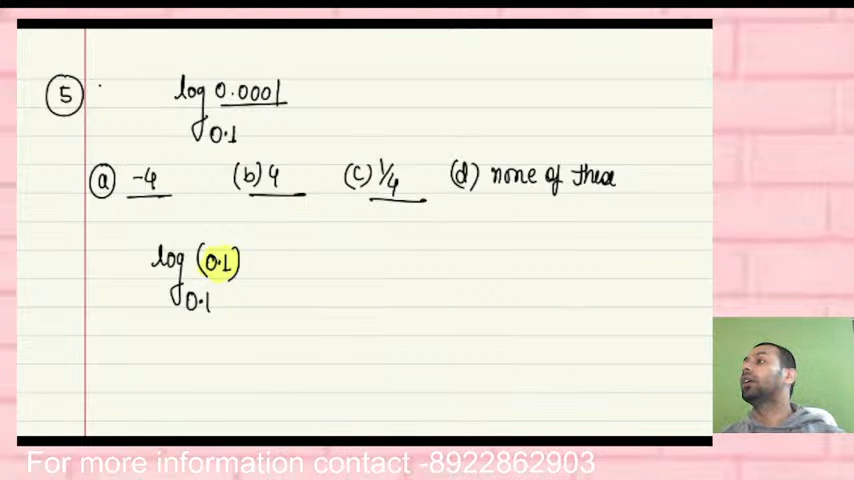 5 log 0.0001
0.1
a -4 (b) 4 (c) 1/4 (d) none of these
log (0.1)
0.1
For more information contact -8922862903